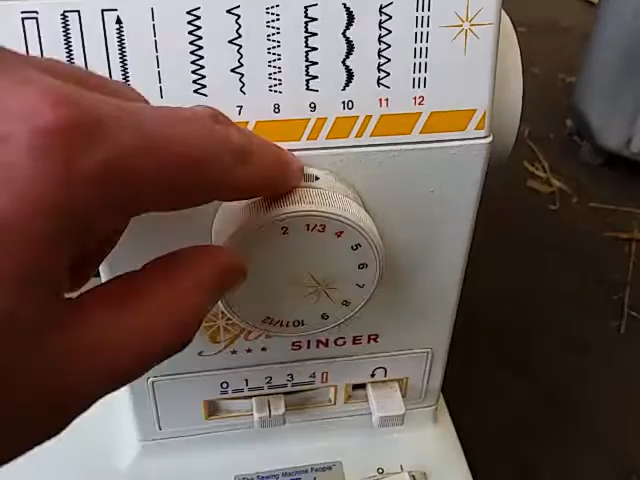 7 8 9 10 11 12
2 1/3 4 5 6 7 8 9 10 11/12
SINGER
0 1 2 3 4
"The Sewing Machine People"